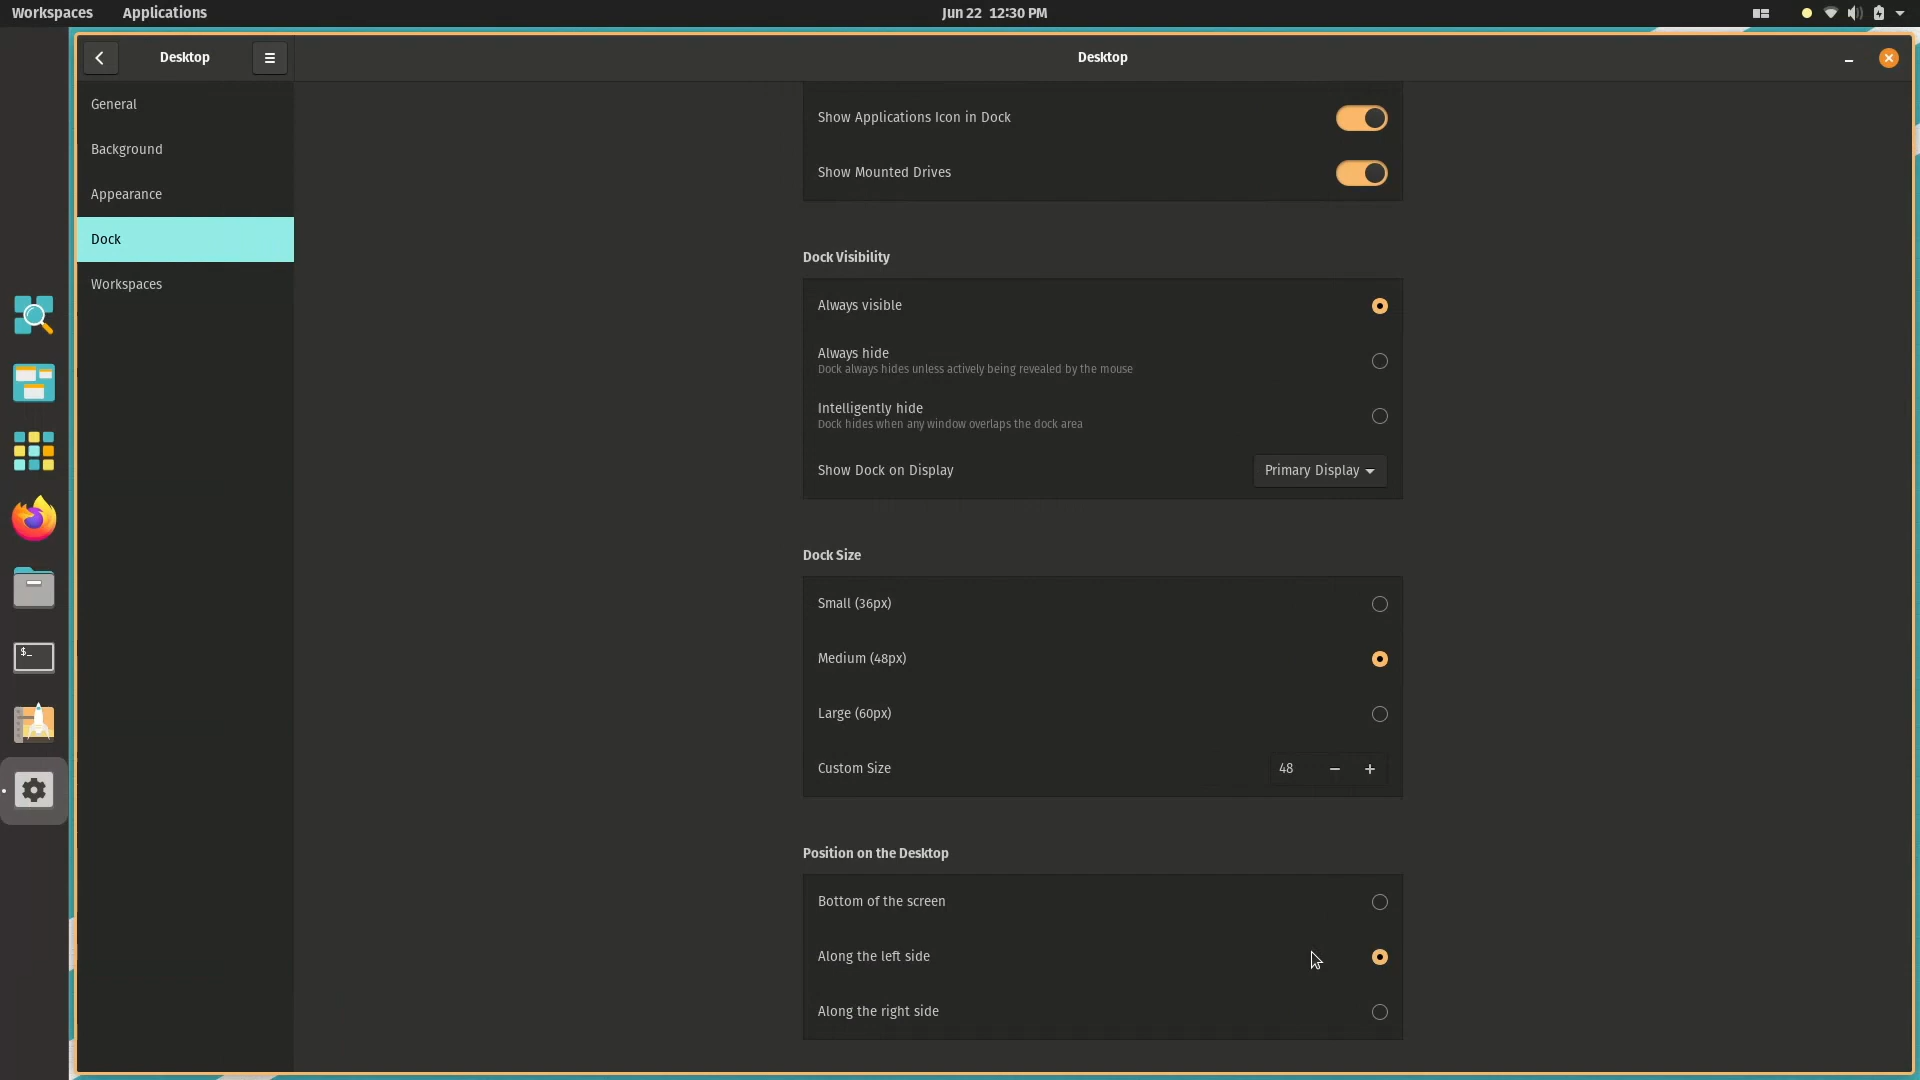 Workspaces Applications Jun 22 12:30 PM
Desktop Desktop
General
Background
Appearance
Dock
Workspaces
Show Applications Icon in Dock
Show Mounted Drives
Dock Visibility
Always visible
Always hide
Dock always hides unless actively being revealed by the mouse
Intelligently hide
Dock hides when any window overlaps the dock area
Show Dock on Display Primary Display
Dock Size
Small (36px)
Medium (48px)
Large (60px)
Custom Size 48 − +
Position on the Desktop
Bottom of the screen
Along the left side
Along the right side
$_